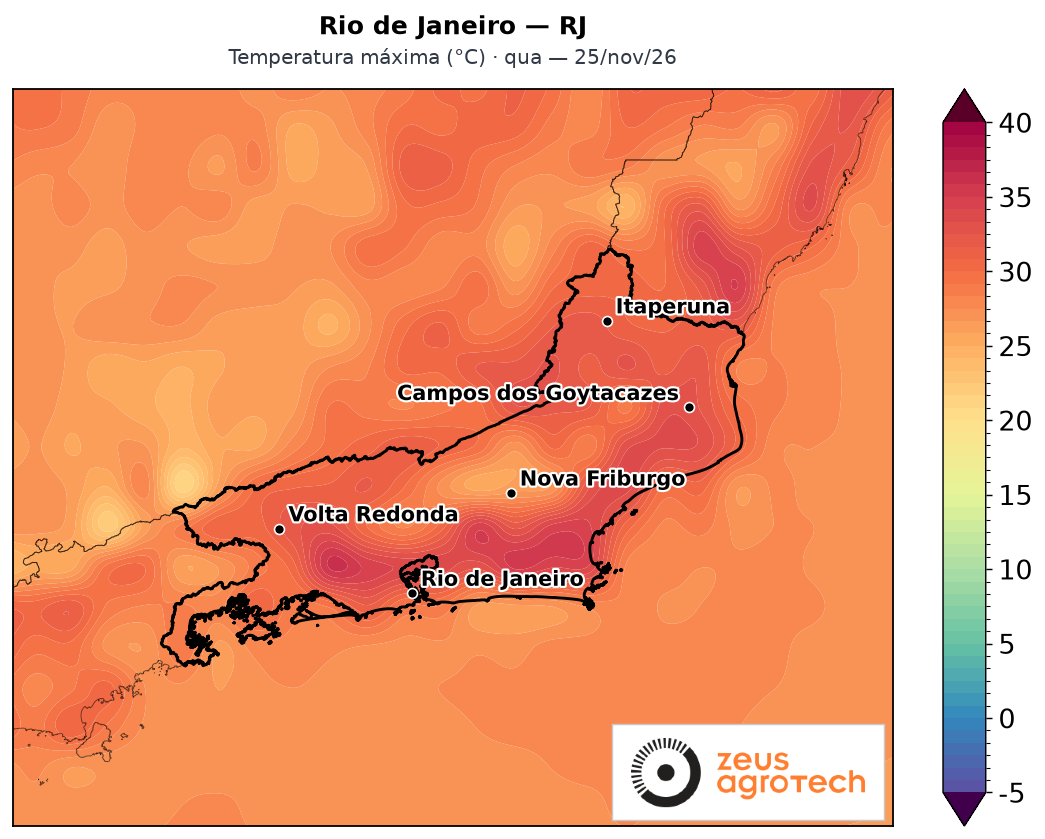 Rio de Janeiro — RJ
Temperatura máxima (°C) · qua — 25/nov/26
Itaperuna
Campos dos Goytacazes
Nova Friburgo
Volta Redonda
Rio de Janeiro
40
35
30
25
20
15
10
5
0
-5
zeus
agrotech